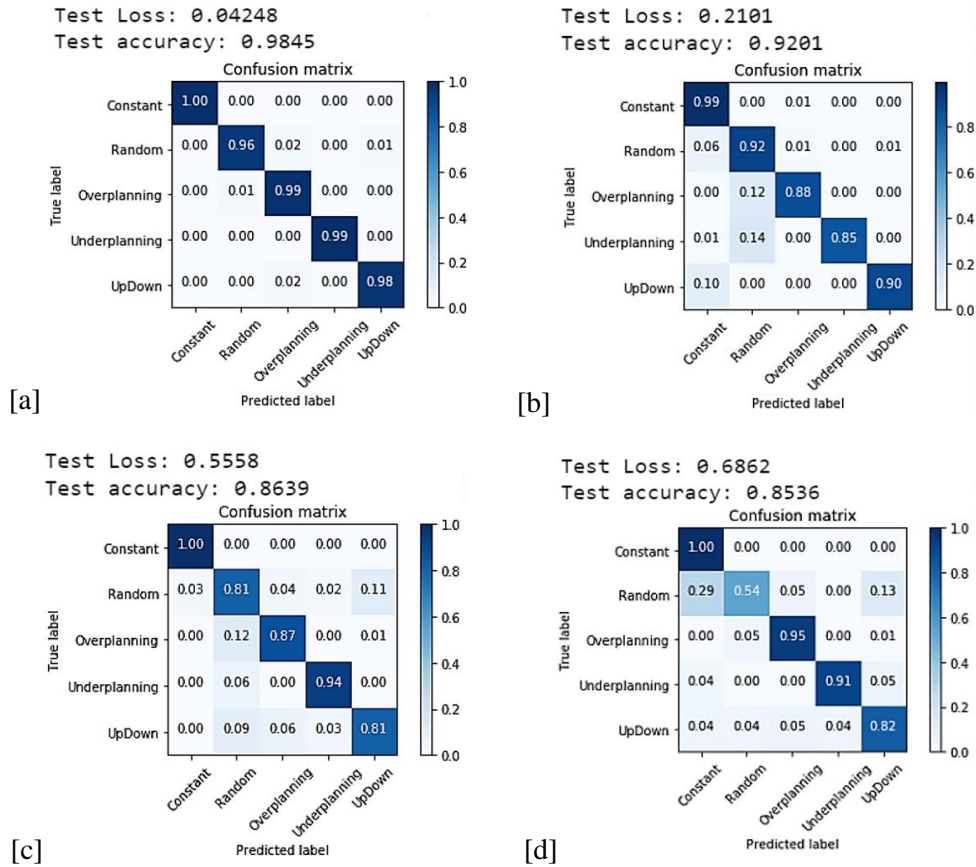 Test Loss: 0.04248
Test accuracy: 0.9845
Confusion matrix
True label
Constant 1.00 0.00 0.00 0.00 0.00
Random 0.00 0.96 0.02 0.00 0.01
Overplanning 0.00 0.01 0.99 0.00 0.00
Underplanning 0.00 0.00 0.00 0.99 0.00
UpDown 0.00 0.00 0.02 0.00 0.98
Constant Random Overplanning Underplanning UpDown
Predicted label
1.0
0.8
0.6
0.4
0.2
0.0
[a]
Test Loss: 0.2101
Test accuracy: 0.9201
Confusion matrix
True label
Constant 0.99 0.00 0.01 0.00 0.00
Random 0.06 0.92 0.01 0.00 0.01
Overplanning 0.00 0.12 0.88 0.00 0.00
Underplanning 0.01 0.14 0.00 0.85 0.00
UpDown 0.10 0.00 0.00 0.00 0.90
Constant Random Overplanning Underplanning UpDown
Predicted label
0.8
0.6
0.4
0.2
0.0
[b]
Test Loss: 0.5558
Test accuracy: 0.8639
Confusion matrix
True label
Constant 1.00 0.00 0.00 0.00 0.00
Random 0.03 0.81 0.04 0.02 0.11
Overplanning 0.00 0.12 0.87 0.00 0.01
Underplanning 0.00 0.06 0.00 0.94 0.00
UpDown 0.00 0.09 0.06 0.03 0.81
Constant Random Overplanning Underplanning UpDown
Predicted label
1.0
0.8
0.6
0.4
0.2
0.0
[c]
Test Loss: 0.6862
Test accuracy: 0.8536
Confusion matrix
True label
Constant 1.00 0.00 0.00 0.00 0.00
Random 0.29 0.54 0.05 0.00 0.13
Overplanning 0.00 0.05 0.95 0.00 0.01
Underplanning 0.04 0.00 0.00 0.91 0.05
UpDown 0.04 0.04 0.05 0.04 0.82
Constant Random Overplanning Underplanning UpDown
Predicted label
1.0
0.8
0.6
0.4
0.2
0.0
[d]